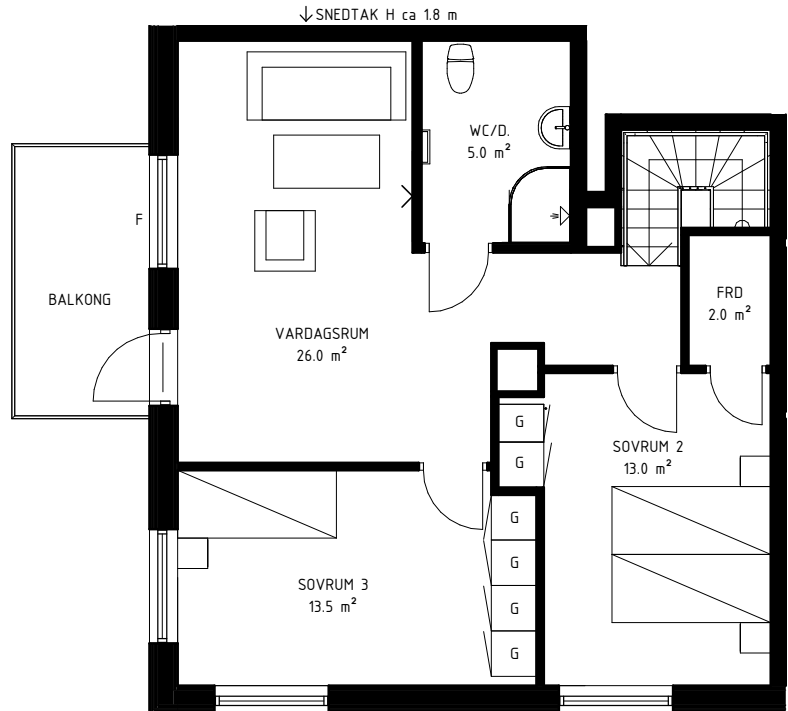 SNEDTAK H ca 1.8 m
WC/D.
5.0 m²
F
BALKONG
VARDAGSRUM
26.0 m²
FRD
2.0 m²
G
G
SOVRUM 2
13.0 m²
G
G
G
G
SOVRUM 3
13.5 m²